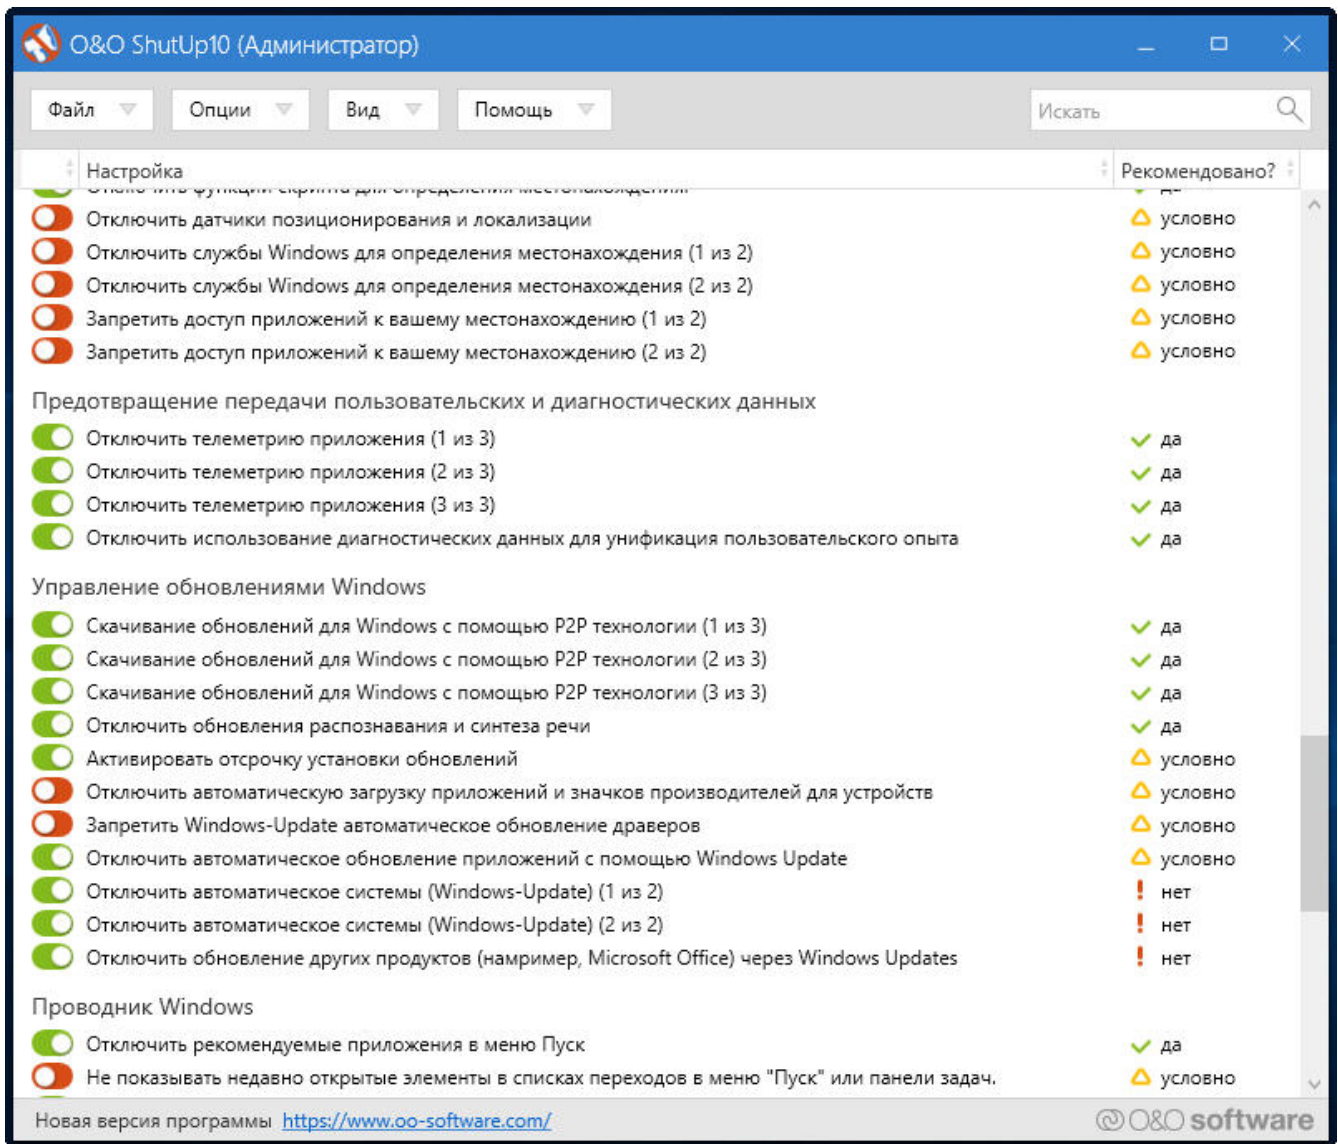 O&O ShutUp10 (Администратор)
Файл Опции Вид Помощь Искать
Настройка Рекомендовано?
Отключить функции скрипта для определения местонахождения. да
Отключить датчики позиционирования и локализации условно
Отключить службы Windows для определения местонахождения (1 из 2) условно
Отключить службы Windows для определения местонахождения (2 из 2) условно
Запретить доступ приложений к вашему местонахождению (1 из 2) условно
Запретить доступ приложений к вашему местонахождению (2 из 2) условно
Предотвращение передачи пользовательских и диагностических данных
Отключить телеметрию приложения (1 из 3) да
Отключить телеметрию приложения (2 из 3) да
Отключить телеметрию приложения (3 из 3) да
Отключить использование диагностических данных для унификация пользовательского опыта да
Управление обновлениями Windows
Скачивание обновлений для Windows с помощью P2P технологии (1 из 3) да
Скачивание обновлений для Windows с помощью P2P технологии (2 из 3) да
Скачивание обновлений для Windows с помощью P2P технологии (3 из 3) да
Отключить обновления распознавания и синтеза речи да
Активировать отсрочку установки обновлений условно
Отключить автоматическую загрузку приложений и значков производителей для устройств условно
Запретить Windows-Update автоматическое обновление драверов условно
Отключить автоматическое обновление приложений с помощью Windows Update условно
Отключить автоматическое системы (Windows-Update) (1 из 2) нет
Отключить автоматическое системы (Windows-Update) (2 из 2) нет
Отключить обновление других продуктов (намример, Microsoft Office) через Windows Updates нет
Проводник Windows
Отключить рекомендуемые приложения в меню Пуск да
Не показывать недавно открытые элементы в списках переходов в меню "Пуск" или панели задач. условно
Новая версия программы https://www.oo-software.com/ O&O software